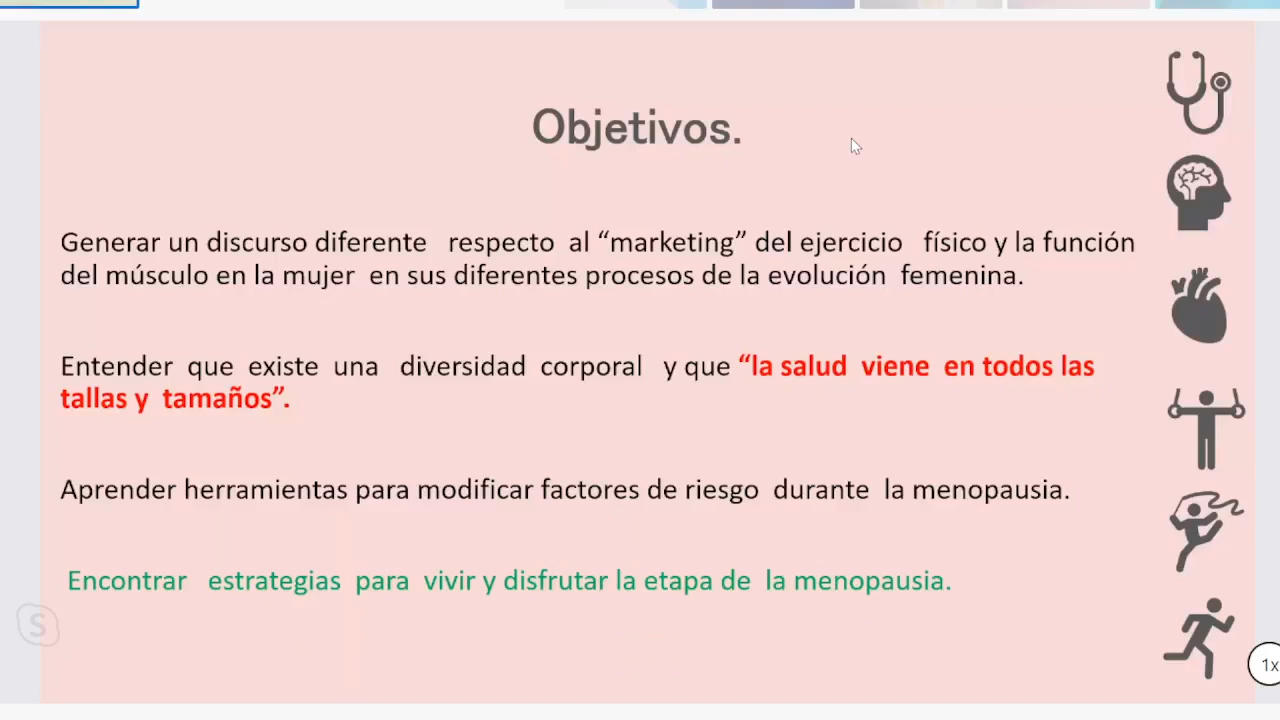 Objetivos.
Generar un discurso diferente respecto al “marketing” del ejercicio físico y la función
del músculo en la mujer en sus diferentes procesos de la evolución femenina.
Entender que existe una diversidad corporal y que “la salud viene en todos las
tallas y tamaños”.
Aprender herramientas para modificar factores de riesgo durante la menopausia.
Encontrar estrategias para vivir y disfrutar la etapa de la menopausia.
S
1x